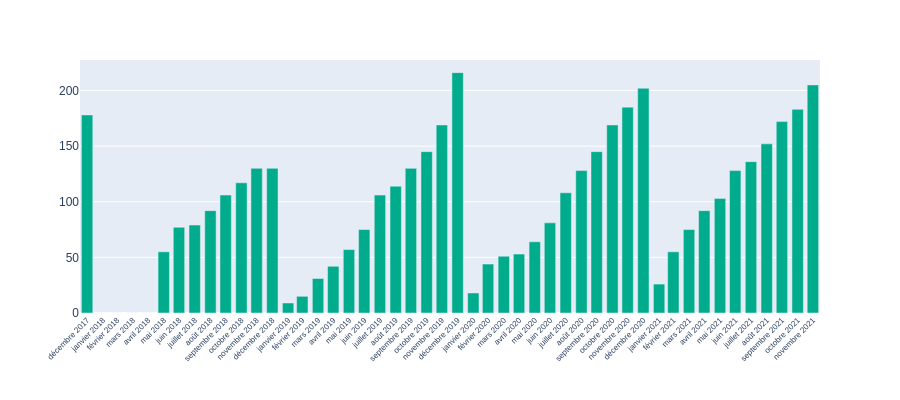 200
150
100
50
0
décembre 2017
janvier 2018
février 2018
mars 2018
avril 2018
mai 2018
juin 2018
juillet 2018
août 2018
septembre 2018
octobre 2018
novembre 2018
décembre 2018
janvier 2019
février 2019
mars 2019
avril 2019
mai 2019
juin 2019
juillet 2019
août 2019
septembre 2019
octobre 2019
novembre 2019
décembre 2019
janvier 2020
février 2020
mars 2020
avril 2020
mai 2020
juin 2020
juillet 2020
août 2020
septembre 2020
octobre 2020
novembre 2020
décembre 2020
janvier 2021
février 2021
mars 2021
avril 2021
mai 2021
juin 2021
juillet 2021
août 2021
septembre 2021
octobre 2021
novembre 2021